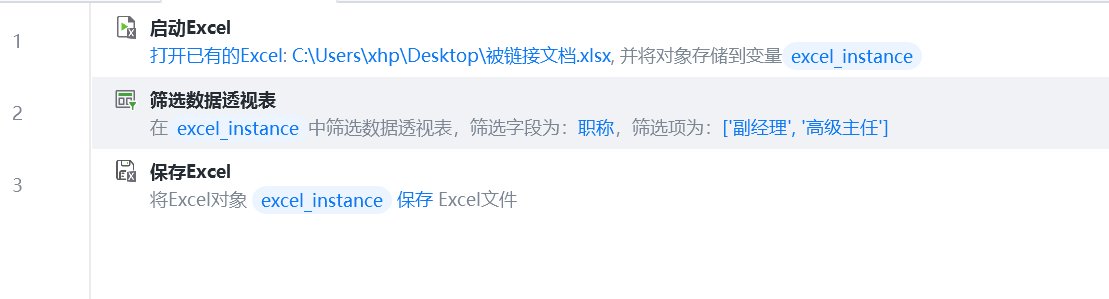 1
启动Excel
打开已有的Excel: C:\Users\xhp\Desktop\被链接文档.xlsx, 并将对象存储到变量 excel_instance
2
筛选数据透视表
在 excel_instance 中筛选数据透视表，筛选字段为：职称，筛选项为：['副经理', '高级主任']
3
保存Excel
将Excel对象 excel_instance 保存 Excel文件